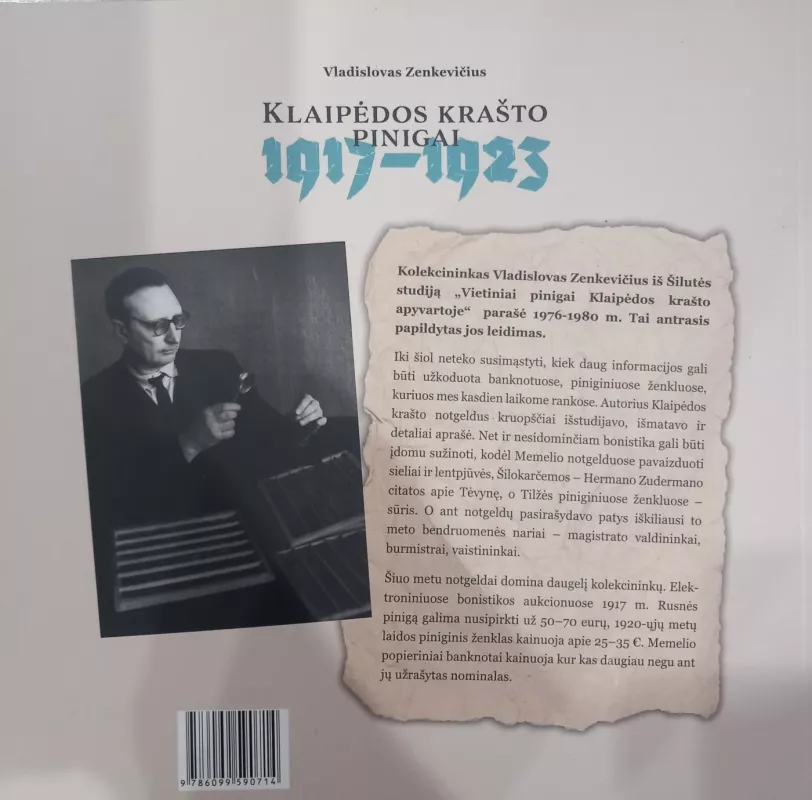 Vladislovas Zenkevičius
KLAIPĖDOS KRAŠTO
PINIGAI
1917–1923
Kolekcininkas Vladislovas Zenkevičius iš Šilutės
studiją „Vietiniai pinigai Klaipėdos krašto
apyvartoje“ parašė 1976-1980 m. Tai antrasis
papildytas jos leidimas.
Iki šiol neteko susimąstyti, kiek daug informacijos gali
būti užkoduota banknotuose, piniginiuose ženkluose,
kuriuos mes kasdien laikome rankose. Autorius Klaipėdos
krašto notgeldus kruopščiai išstudijavo, išmatavo ir
detaliai aprašė. Net ir nesidominčiam bonistika gali būti
įdomu sužinoti, kodėl Memelio notgelduose pavaizduoti
sieliai ir lentpjūvės, Šilokarčemos – Hermano Zudermano
citatos apie Tėvynę, o Tilžės piniginiuose ženkluose –
sūris. O ant notgeldų pasirašydavo patys iškiliausi to
meto bendruomenės nariai – magistrato valdininkai,
burmistrai, vaistininkai.
Šiuo metu notgeldai domina daugelį kolekcininkų. Elek-
troniniuose bonistikos aukcionuose 1917 m. Rusnės
pinigą galima nusipirkti už 50–70 eurų, 1920-ųjų metų
laidos piniginis ženklas kainuoja apie 25–35 €. Memelio
popieriniai banknotai kainuoja kur kas daugiau negu ant
jų užrašytas nominalas.
9 786099 590714